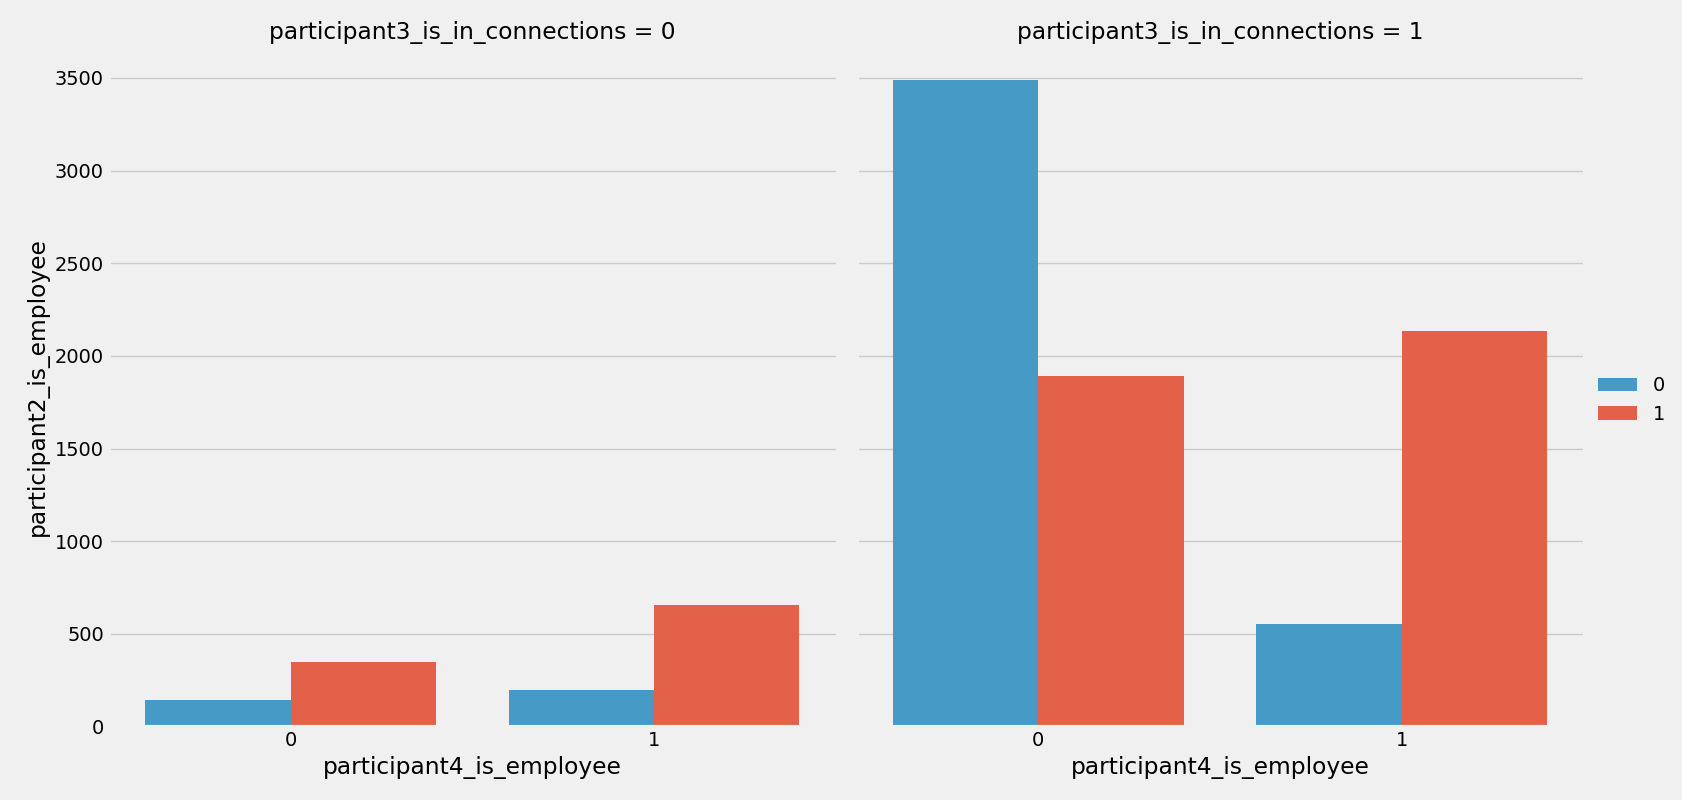 participant3_is_in_connections = 0
participant3_is_in_connections = 1
participant2_is_employee
3500
3000
2500
2000
1500
1000
500
0
0
1
0
1
participant4_is_employee
participant4_is_employee
0
1